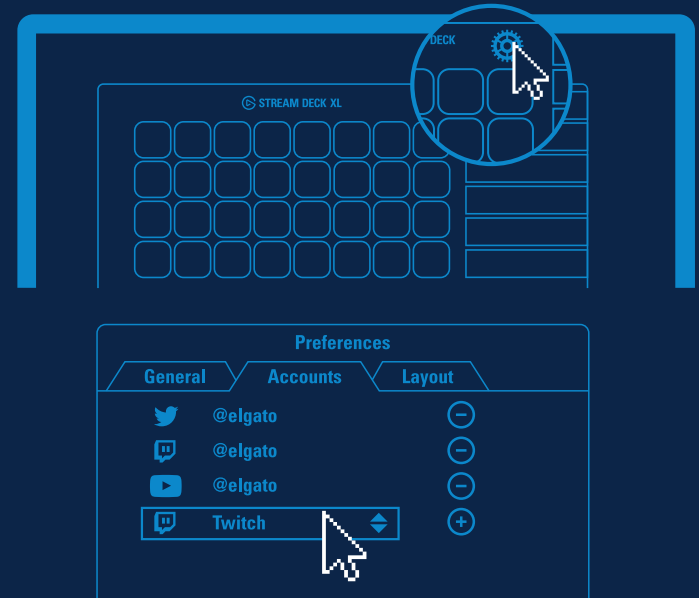 DECK
STREAM DECK XL
Preferences
General Accounts Layout
@elgato
@elgato
@elgato
Twitch